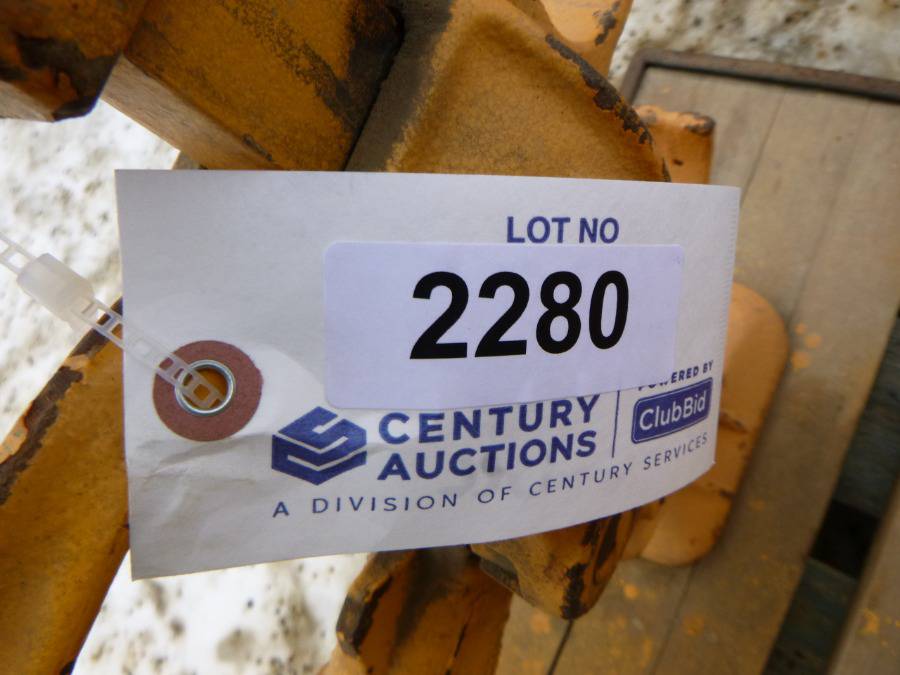 LOT NO
2280
POWERED BY
CENTURY
AUCTIONS
ClubBid
A DIVISION OF CENTURY SERVICES